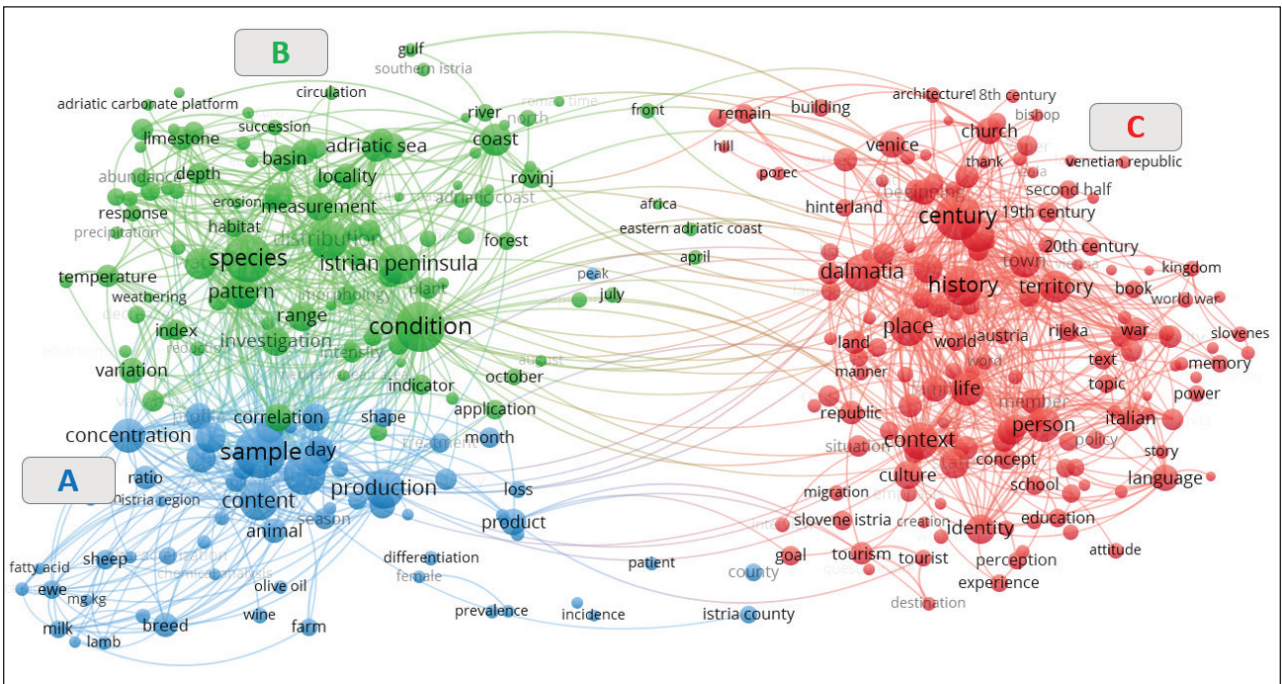 B
gulf
southern istria
circulation
adriatic carbonate platform
river
roman time
north
front
succession
limestone
coast
basin
adriatic sea
depth
locality
abundance
rovinj
erosion
measurement
adriatic coast
response
habitat
africa
precipitation
distribution
forest
eastern adriatic coast
species
istrian peninsula
april
temperature
pattern
plant
peak
weathering
morphology
july
range
condition
index
investigation
reduction
intensity
august
variation
indicator
october
correlation
shape
application
C
architecture
18th century
remain
building
bishop
church
venice
hill
thank
venetian republic
porec
beginning
second half
hinterland
century
19th century
20th century
dalmatia
town
kingdom
history
territory
book
world war
place
austria
rijeka
war
slovenes
land
world
text
memory
manner
word
topic
life
power
republic
member
person
italian
situation
context
policy
story
culture
concept
school
language
migration
slovene istria
creation
identity
education
goal
tourism
tourist
perception
attitude
experience
destination
A
concentration
sample
day
treatment
month
ratio
istria region
content
production
loss
season
product
animal
sheep
chemical analysis
differentiation
female
patient
county
fatty acid
ewe
mg kg
olive oil
milk
breed
wine
farm
prevalence
incidence
istria county
lamb